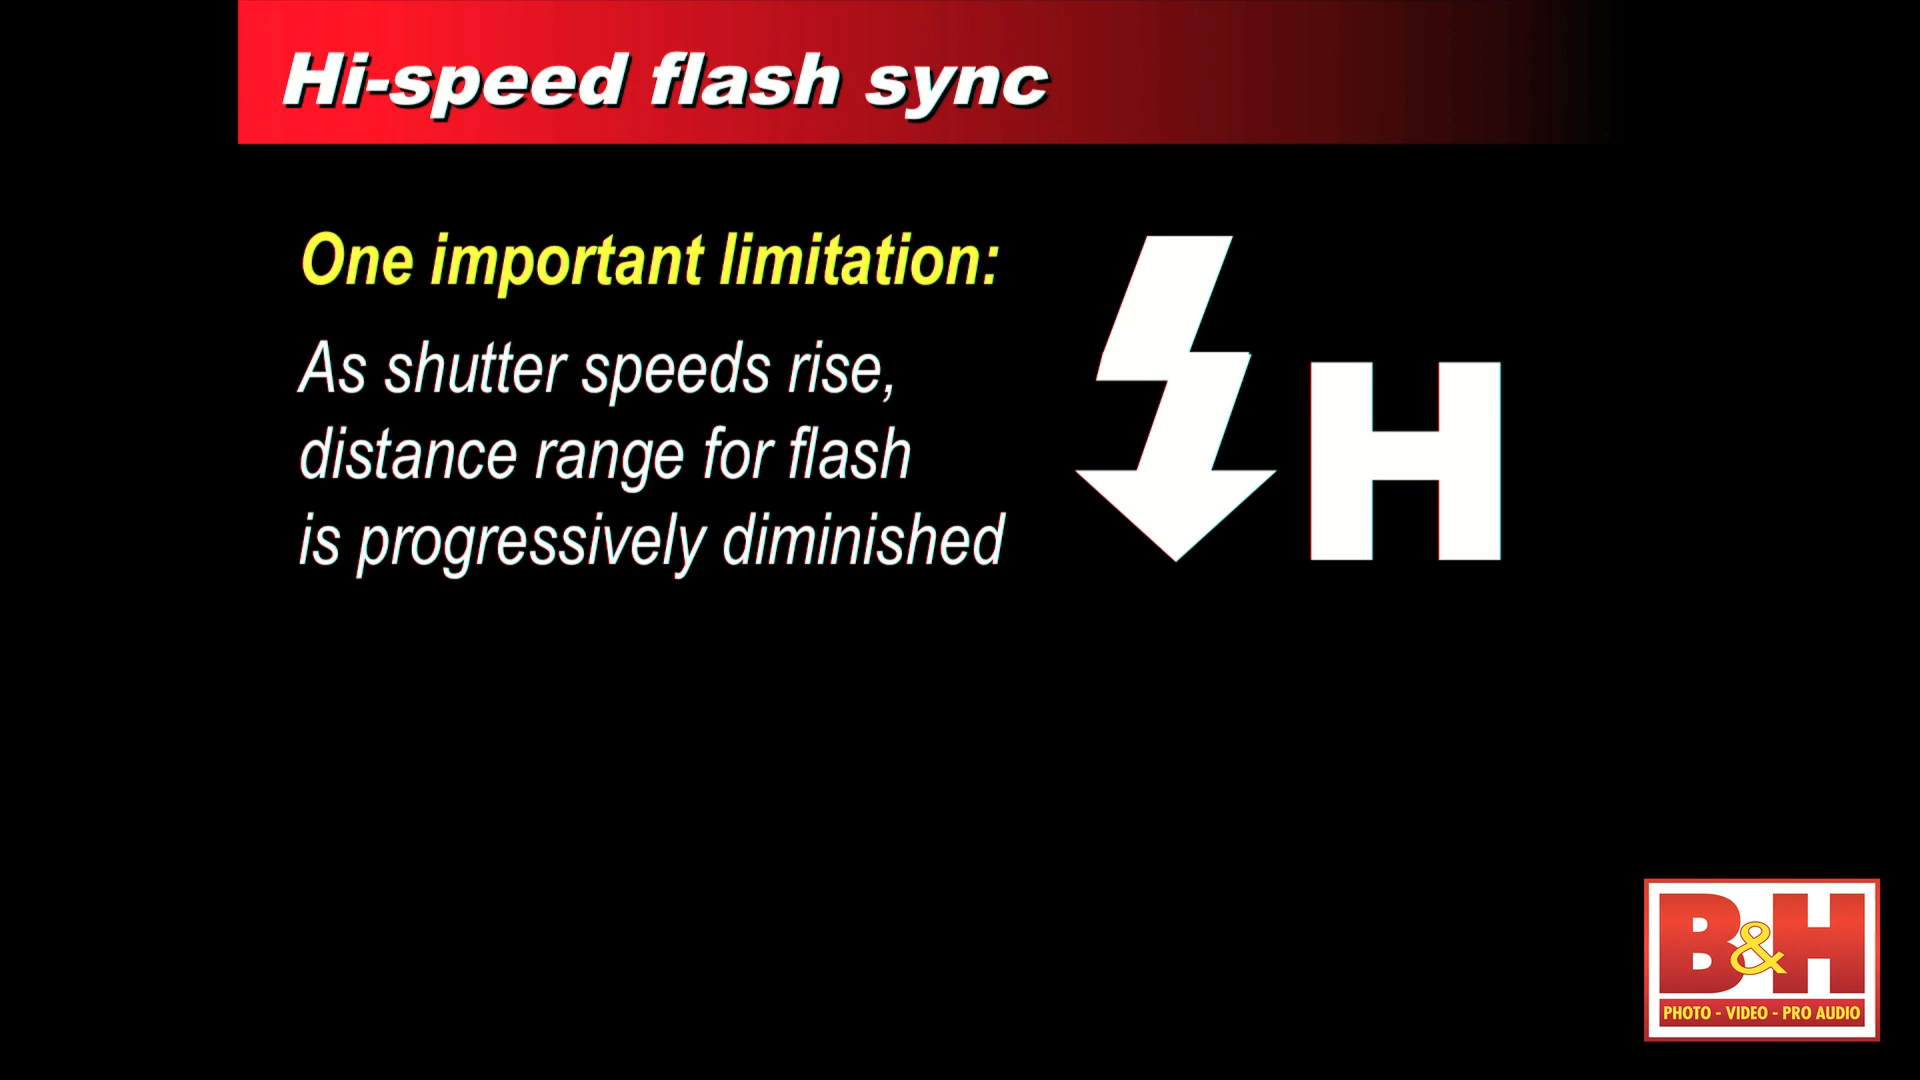 Hi-speed flash sync
One important limitation:
As shutter speeds rise,
distance range for flash
is progressively diminished
H
B&H
PHOTO - VIDEO - PRO AUDIO